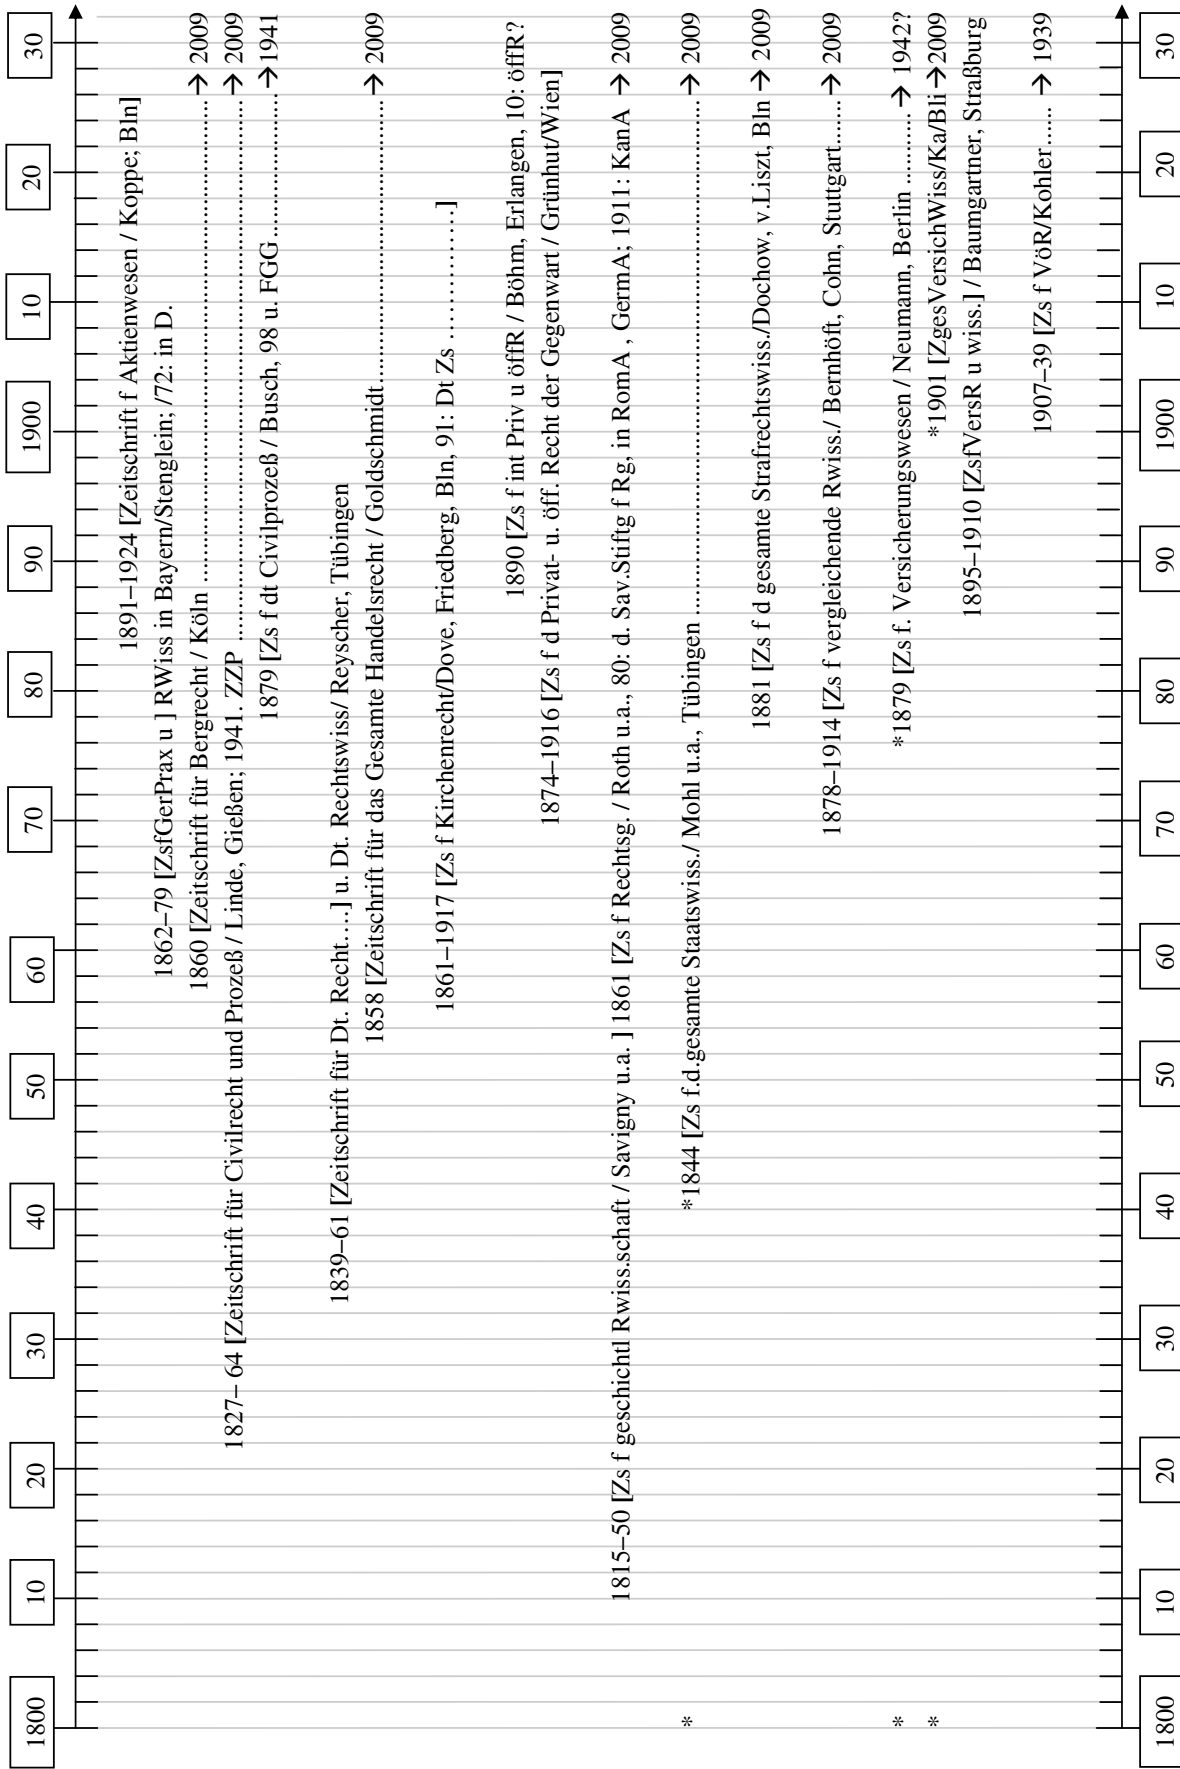 1800 10 20 30 40 50 60 70 80 90 1900 10 20 30
1891–1924 [Zeitschrift f Aktienwesen / Koppe; Bln]
1862–79 [ZsfGerPrax u ] RWiss in Bayern/Stenglein; /72: in D.
1860 [Zeitschrift für Bergrecht / Köln ........................................ → 2009
1827– 64 [Zeitschrift für Civilrecht und Prozeß / Linde, Gießen; 1941. ZZP ........................................ → 2009
1879 [Zs f dt Civilprozeß / Busch, 98 u. FGG .................... →1941
1839–61 [Zeitschrift für Dt. Recht....] u. Dt. Rechtswiss/ Reyscher, Tübingen
1858 [Zeitschrift für das Gesamte Handelsrecht / Goldschmidt........................................ → 2009
1861–1917 [Zs f Kirchenrecht/Dove, Friedberg, Bln, 91: Dt Zs ....................]
1890 [Zs f int Priv u öffR / Böhm, Erlangen, 10: öffR?
1874–1916 [Zs f d Privat- u. öff. Recht der Gegenwart / Grünhut/Wien]
1815–50 [Zs f geschichtl Rwiss.schaft / Savigny u.a. ] 1861 [Zs f Rechtsg. / Roth u.a., 80: d. Sav.Stiftg f Rg, in RomA , GermA; 1911: KanA → 2009
* *1844 [Zs f.d.gesamte Staatswiss./ Mohl u.a., Tübingen ........................................ → 2009
1881 [Zs f d gesamte Strafrechtswiss./Dochow, v.Liszt, Bln → 2009
1878–1914 [Zs f vergleichende Rwiss./ Bernhöft, Cohn, Stuttgart...... → 2009
* *1879 [Zs f. Versicherungswesen / Neumann, Berlin .......... → 1942?
* *1901 [ZgesVersichWiss/Ka/Bli →2009
1895–1910 [ZsfVersR u wiss.] / Baumgartner, Straßburg
1907–39 [Zs f VöR/Kohler...... → 1939
1800 10 20 30 40 50 60 70 80 90 1900 10 20 30